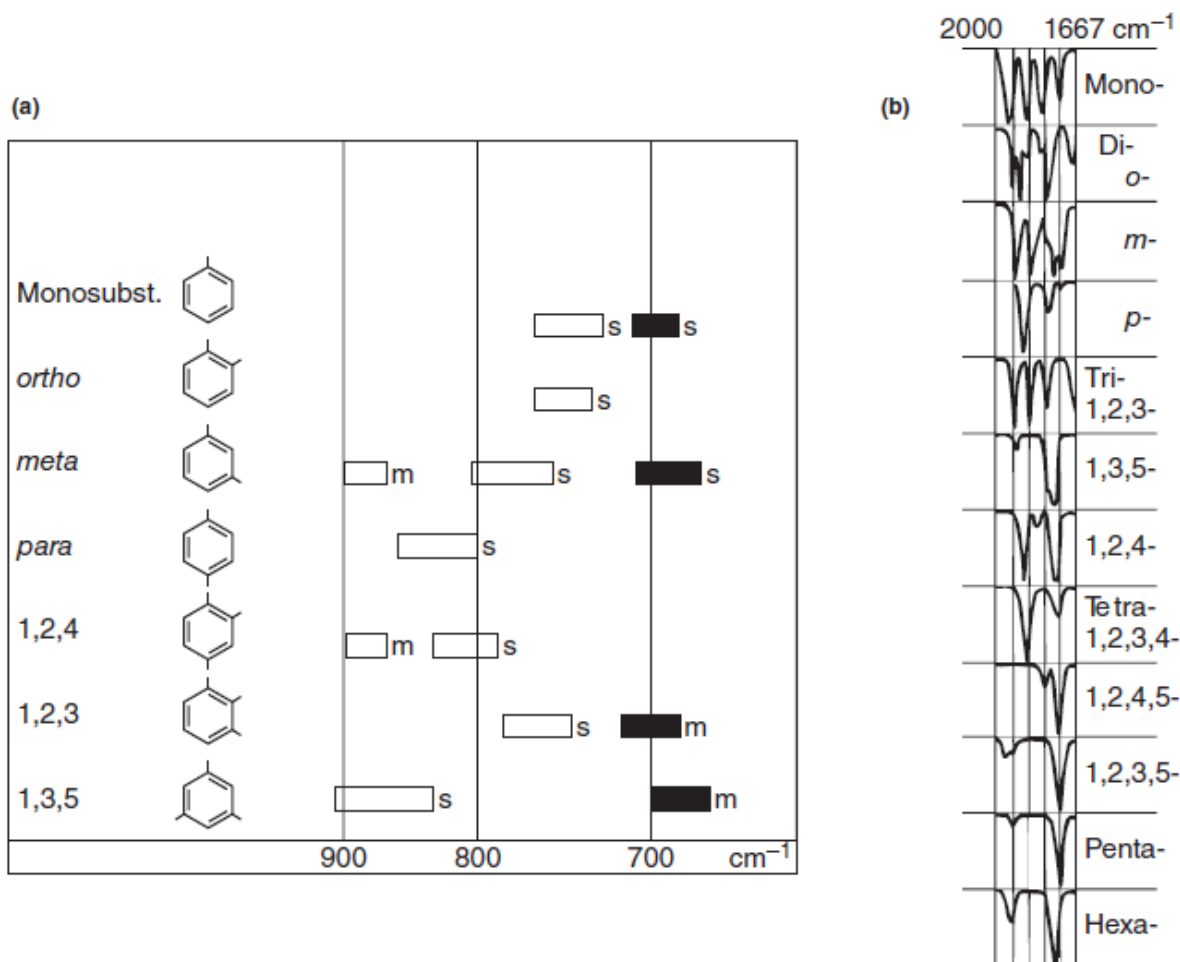 (a)
Monosubst.
s s
ortho
s
meta
m s s
para
s
1,2,4
m s
1,2,3
s m
1,3,5
s m
900 800 700 cm⁻¹
(b)
2000 1667 cm⁻¹
Mono-
Di-
o-
m-
p-
Tri-
1,2,3-
1,3,5-
1,2,4-
Tetra-
1,2,3,4-
1,2,4,5-
1,2,3,5-
Penta-
Hexa-